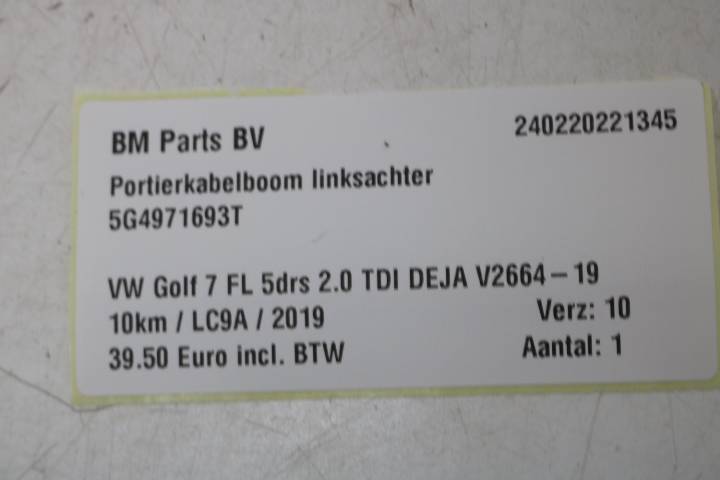 BM Parts BV 240220221345
Portierkabelboom linksachter
5G4971693T
VW Golf 7 FL 5drs 2.0 TDI DEJA V2664 – 19
10km / LC9A / 2019 Verz: 10
39.50 Euro incl. BTW Aantal: 1